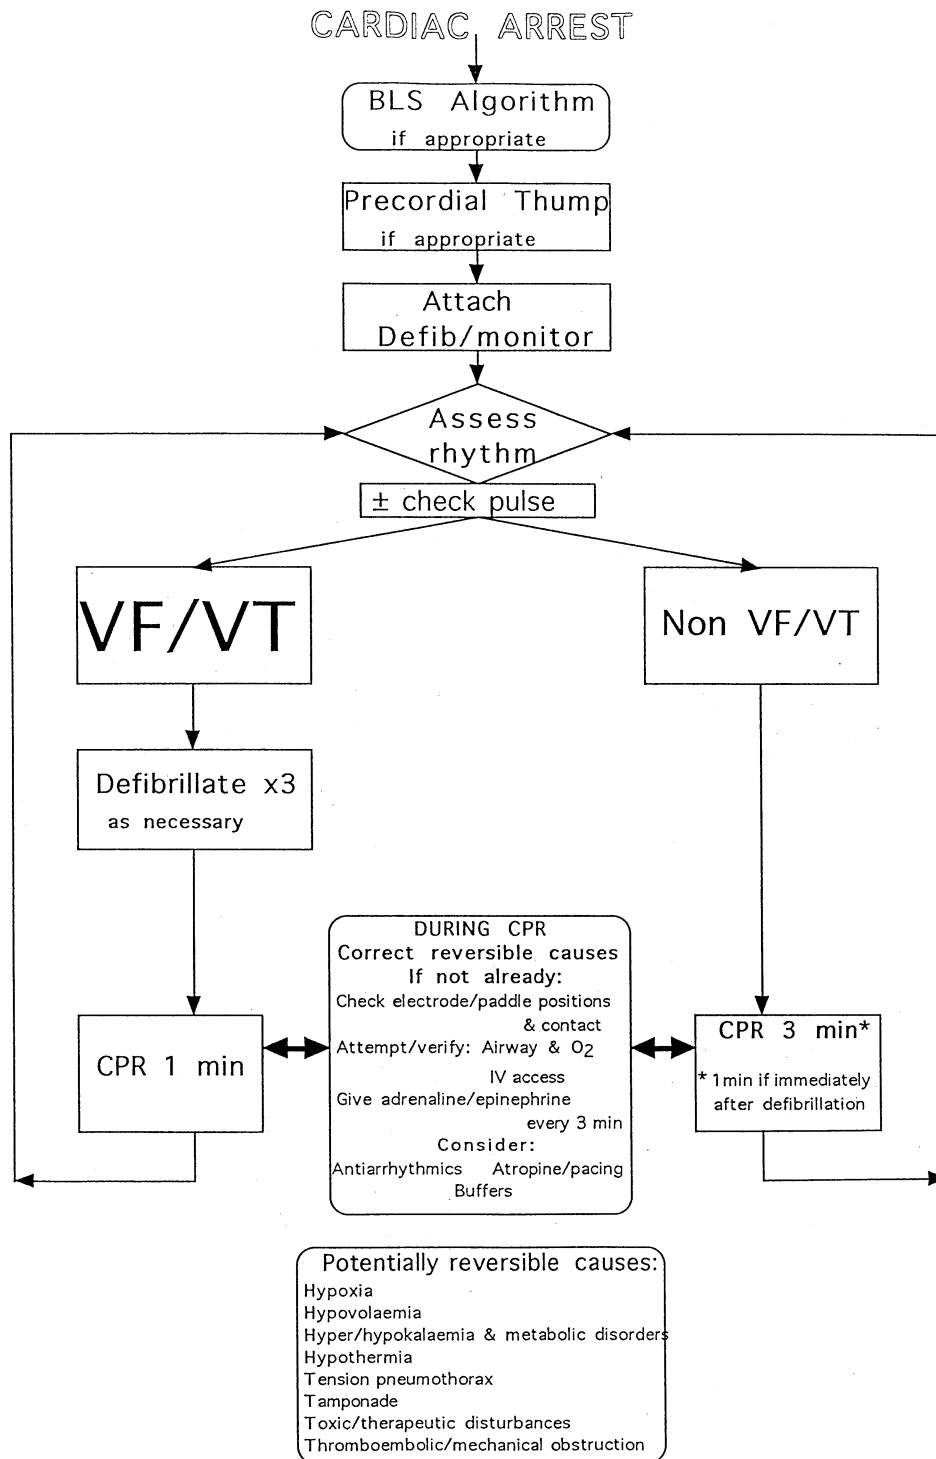 CARDIAC ARREST
BLS Algorithm
if appropriate
Precordial Thump
if appropriate
Attach
Defib/monitor
Assess
rhythm
± check pulse
VF/VT
Non VF/VT
Defibrillate x3
as necessary
DURING CPR
Correct reversible causes
If not already:
Check electrode/paddle positions
& contact
Attempt/verify: Airway & O2
IV access
Give adrenaline/epinephrine
every 3 min
Consider:
Antiarrhythmics Atropine/pacing
Buffers
CPR 1 min
CPR 3 min*
* 1min if immediately
after defibrillation
Potentially reversible causes:
Hypoxia
Hypovolaemia
Hyper/hypokalaemia & metabolic disorders
Hypothermia
Tension pneumothorax
Tamponade
Toxic/therapeutic disturbances
Thromboembolic/mechanical obstruction